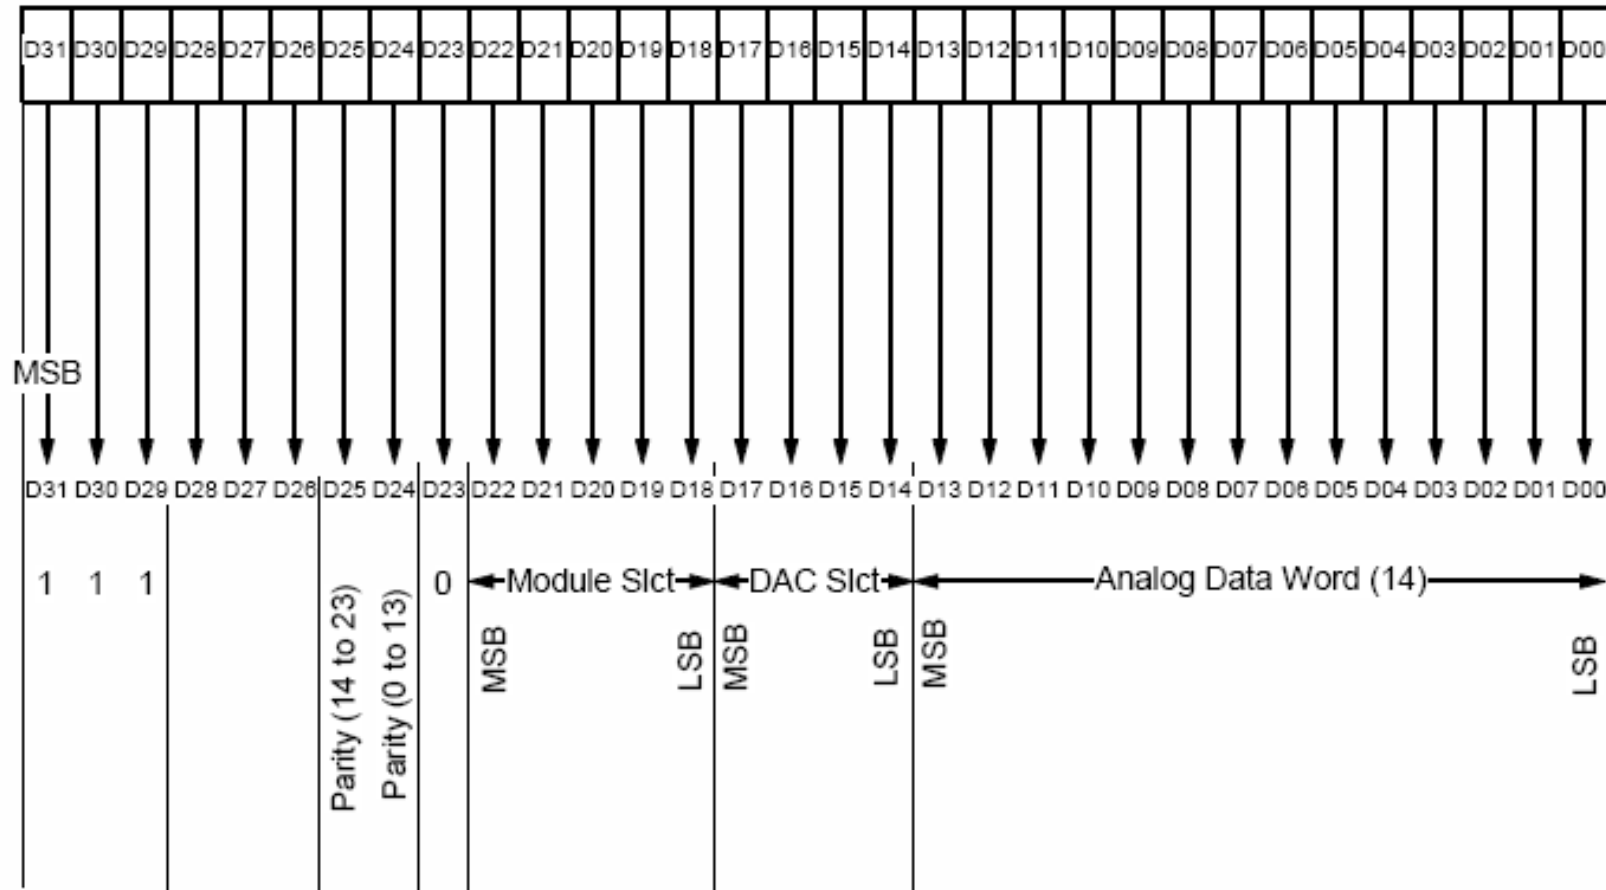 D31 D30 D29 D28 D27 D26 D25 D24 D23 D22 D21 D20 D19 D18 D17 D16 D15 D14 D13 D12 D11 D10 D09 D08 D07 D06 D05 D04 D03 D02 D01 D00
MSB
D31 D30 D29 D28 D27 D26 D25 D24 D23 D22 D21 D20 D19 D18 D17 D16 D15 D14 D13 D12 D11 D10 D09 D08 D07 D06 D05 D04 D03 D02 D01 D00
1 1 1 0 Module Slct DAC Slct Analog Data Word (14)
Parity (14 to 23)
Parity (0 to 13)
MSB
LSB
MSB
LSB
MSB
LSB